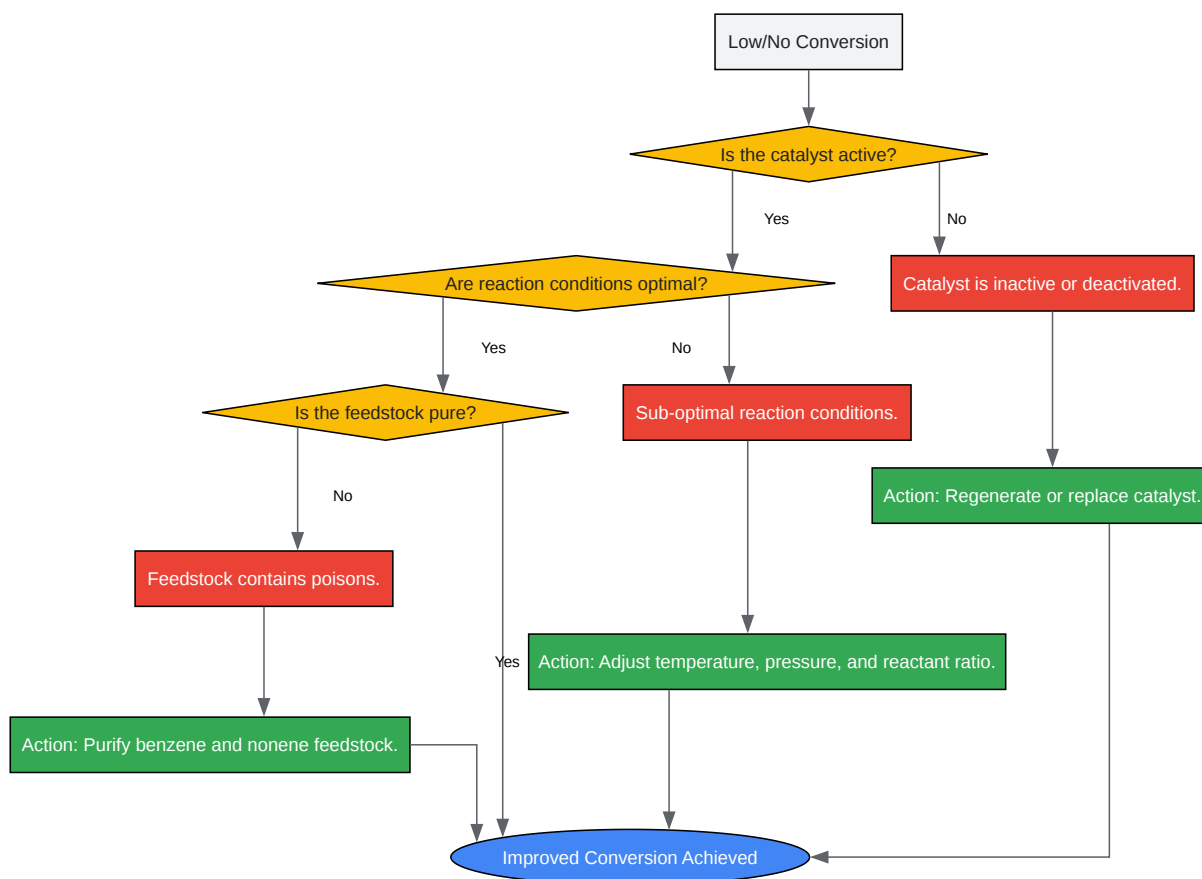 Low/No Conversion
Is the catalyst active?
Yes
No
Are reaction conditions optimal?
Catalyst is inactive or deactivated.
Yes
No
Is the feedstock pure?
Sub-optimal reaction conditions.
No
Action: Regenerate or replace catalyst.
Feedstock contains poisons.
Yes
Action: Adjust temperature, pressure, and reactant ratio.
Action: Purify benzene and nonene feedstock.
Improved Conversion Achieved